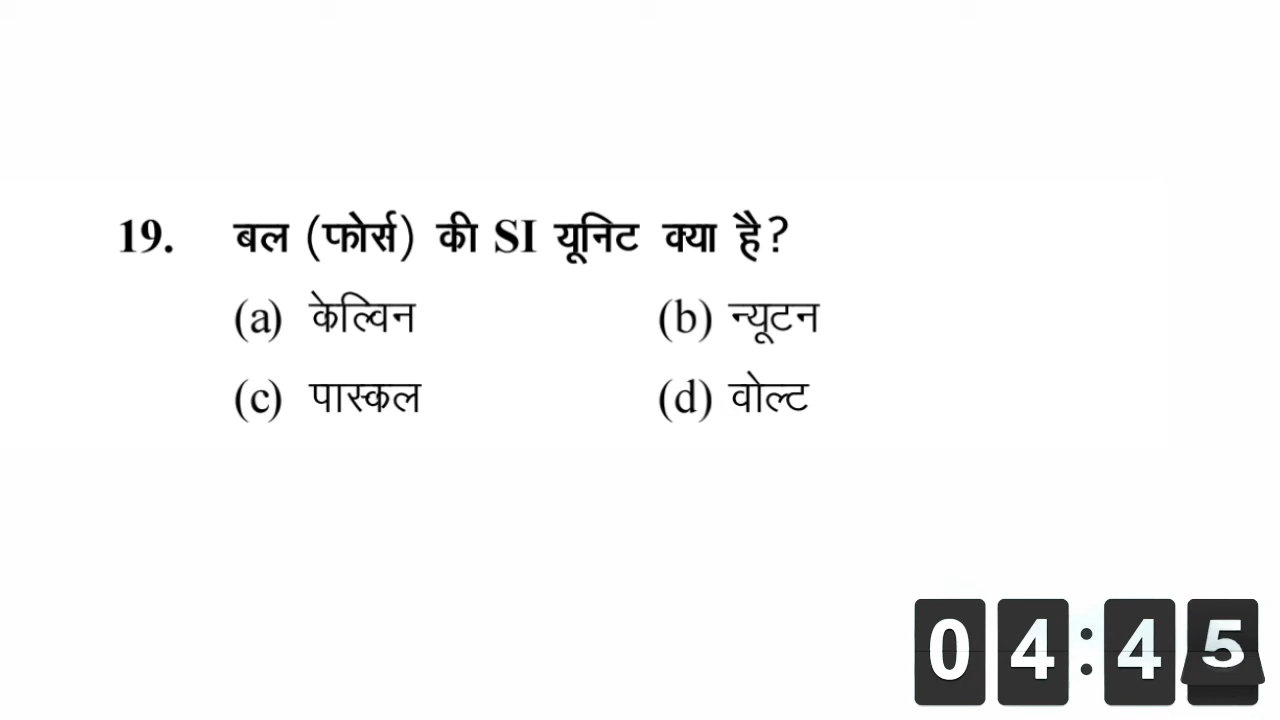 19. बल (फोर्स) की SI यूनिट क्या है?
(a) केल्विन (b) न्यूटन
(c) पास्कल (d) वोल्ट
04:45